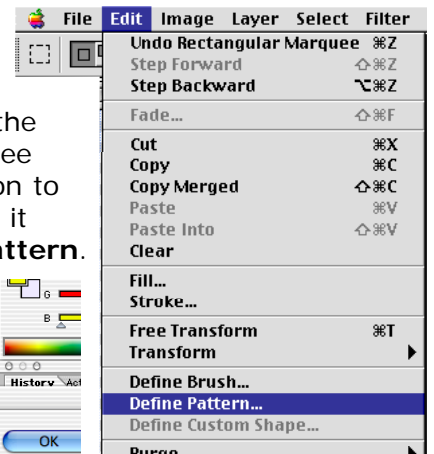 File Edit Image Layer Select Filter
Undo Rectangular Marquee ⌘Z
Step Forward ⇧⌘Z
Step Backward ⌥⌘Z
Fade... ⇧⌘F
Cut ⌘X
Copy ⌘C
Copy Merged ⇧⌘C
Paste ⌘V
Paste Into ⇧⌘V
Clear
Fill...
Stroke...
Free Transform ⌘T
Transform
Define Brush...
Define Pattern...
Define Custom Shape...
Purge
the
ee
on to
it
attern.
G
B
History Act
OK